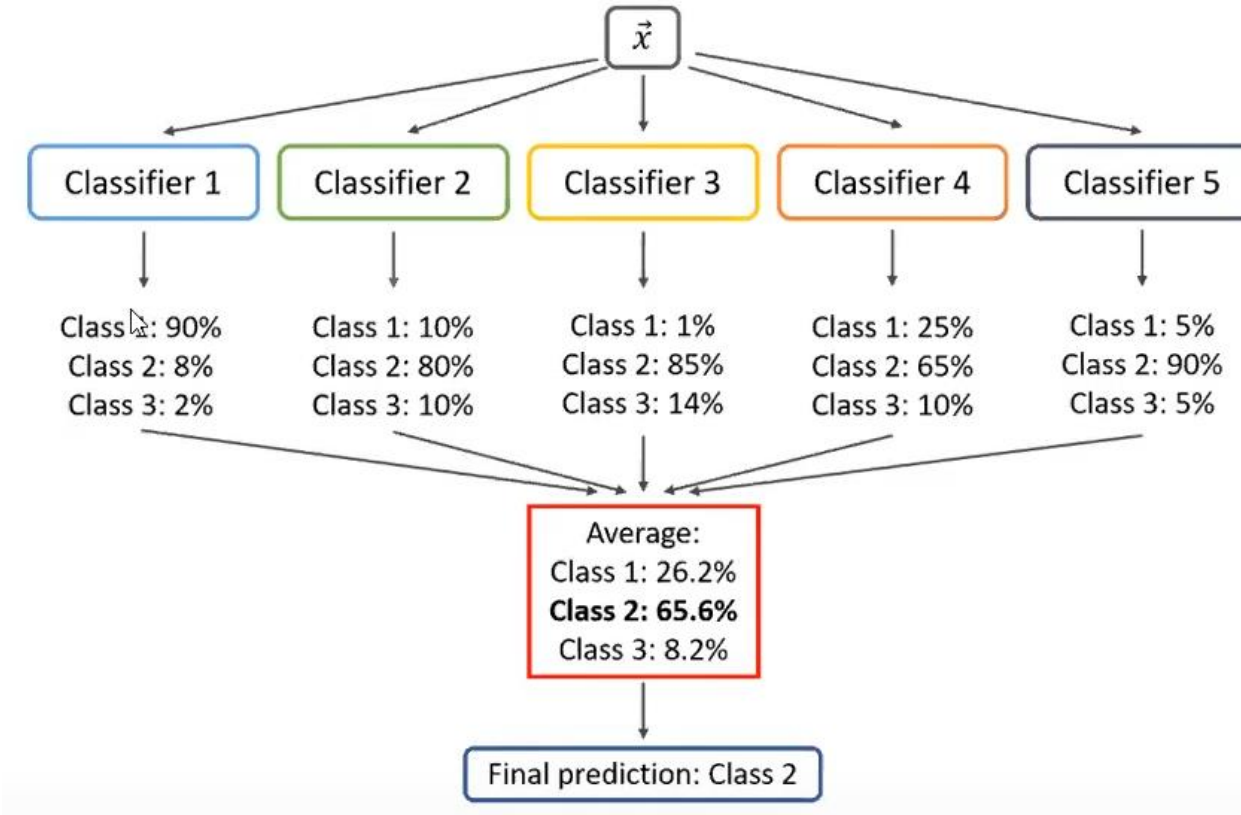 x⃗
Classifier 1
Classifier 2
Classifier 3
Classifier 4
Classifier 5
Class : 90%
Class 2: 8%
Class 3: 2%
Class 1: 10%
Class 2: 80%
Class 3: 10%
Class 1: 1%
Class 2: 85%
Class 3: 14%
Class 1: 25%
Class 2: 65%
Class 3: 10%
Class 1: 5%
Class 2: 90%
Class 3: 5%
Average:
Class 1: 26.2%
Class 2: 65.6%
Class 3: 8.2%
Final prediction: Class 2